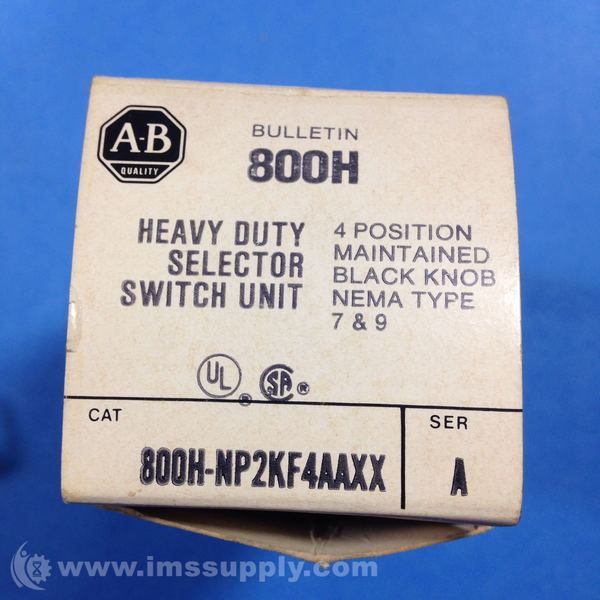 A-B
QUALITY
BULLETIN
800H
HEAVY DUTY
SELECTOR
SWITCH UNIT
4 POSITION
MAINTAINED
BLACK KNOB
NEMA TYPE
7 & 9
UL ®
SA ®
CAT
800H-NP2KF4AAXX
SER
A
© www.imssupply.com